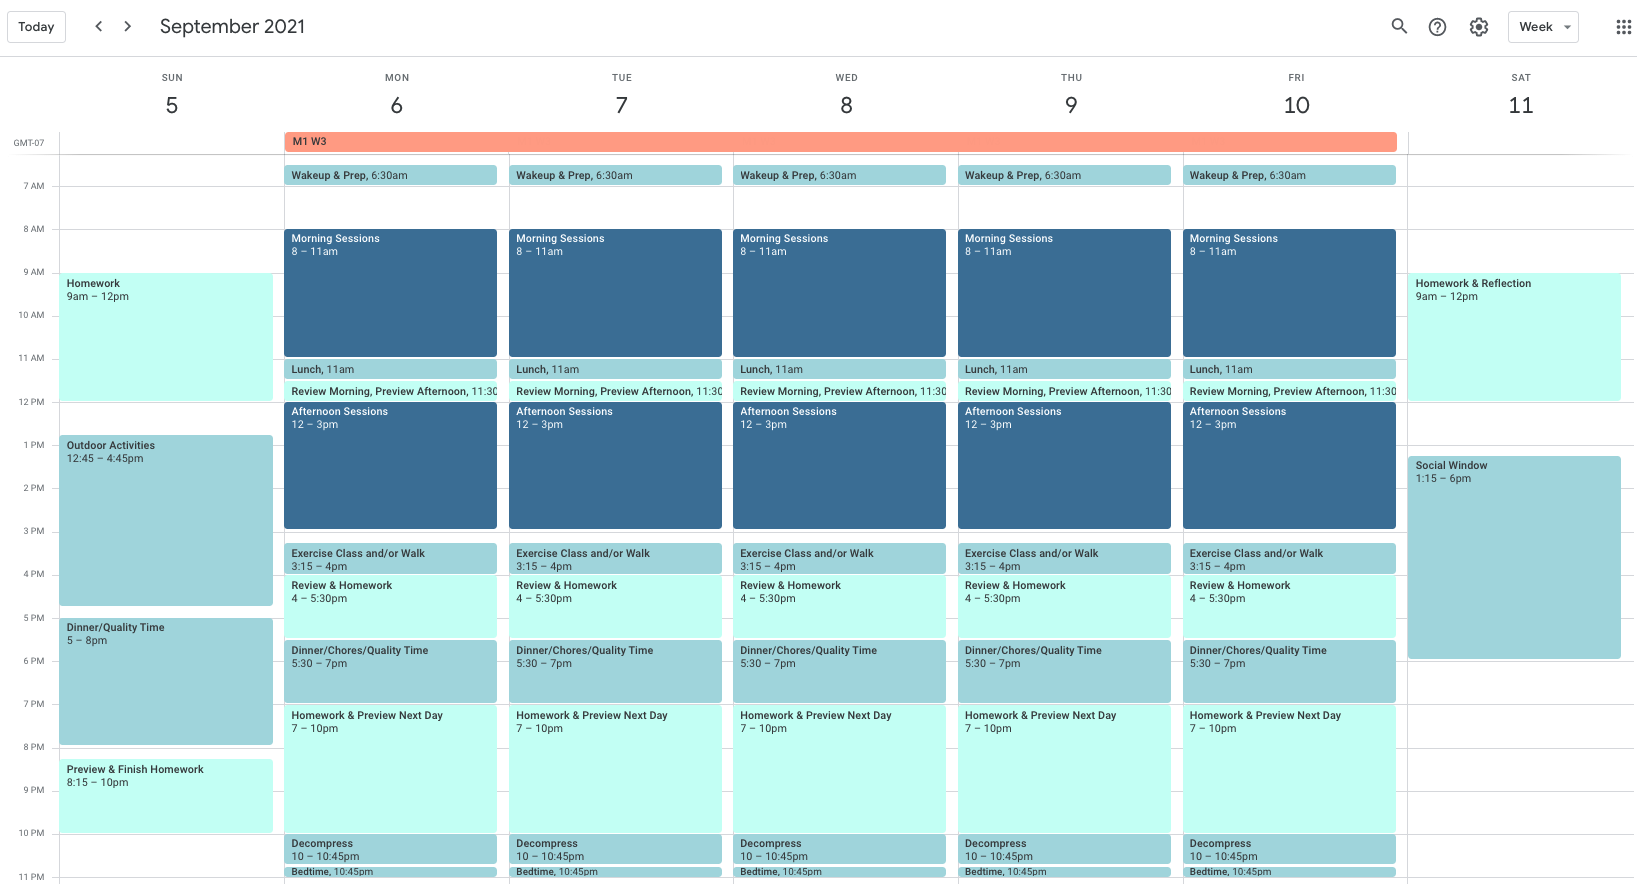 Today
September 2021
Week
SUN MON TUE WED THU FRI SAT
5 6 7 8 9 10 11
GMT-07
M1 W3
Wakeup & Prep, 6:30am Wakeup & Prep, 6:30am Wakeup & Prep, 6:30am Wakeup & Prep, 6:30am Wakeup & Prep, 6:30am
7 AM
8 AM
Morning Sessions Morning Sessions Morning Sessions Morning Sessions Morning Sessions
8 – 11am 8 – 11am 8 – 11am 8 – 11am 8 – 11am
9 AM
Homework Homework & Reflection
9am – 12pm 9am – 12pm
10 AM
11 AM
Lunch, 11am Lunch, 11am Lunch, 11am Lunch, 11am Lunch, 11am
Review Morning, Preview Afternoon, 11:30 Review Morning, Preview Afternoon, 11:30 Review Morning, Preview Afternoon, 11:30 Review Morning, Preview Afternoon, 11:30 Review Morning, Preview Afternoon, 11:30
12 PM
Afternoon Sessions Afternoon Sessions Afternoon Sessions Afternoon Sessions Afternoon Sessions
12 – 3pm 12 – 3pm 12 – 3pm 12 – 3pm 12 – 3pm
1 PM
Outdoor Activities
12:45 – 4:45pm
Social Window
1:15 – 6pm
2 PM
3 PM
Exercise Class and/or Walk Exercise Class and/or Walk Exercise Class and/or Walk Exercise Class and/or Walk Exercise Class and/or Walk
3:15 – 4pm 3:15 – 4pm 3:15 – 4pm 3:15 – 4pm 3:15 – 4pm
4 PM
Review & Homework Review & Homework Review & Homework Review & Homework Review & Homework
4 – 5:30pm 4 – 5:30pm 4 – 5:30pm 4 – 5:30pm 4 – 5:30pm
5 PM
Dinner/Quality Time
5 – 8pm
Dinner/Chores/Quality Time Dinner/Chores/Quality Time Dinner/Chores/Quality Time Dinner/Chores/Quality Time Dinner/Chores/Quality Time
5:30 – 7pm 5:30 – 7pm 5:30 – 7pm 5:30 – 7pm 5:30 – 7pm
6 PM
7 PM
Homework & Preview Next Day Homework & Preview Next Day Homework & Preview Next Day Homework & Preview Next Day Homework & Preview Next Day
7 – 10pm 7 – 10pm 7 – 10pm 7 – 10pm 7 – 10pm
8 PM
Preview & Finish Homework
8:15 – 10pm
9 PM
10 PM
Decompress Decompress Decompress Decompress Decompress
10 – 10:45pm 10 – 10:45pm 10 – 10:45pm 10 – 10:45pm 10 – 10:45pm
Bedtime, 10:45pm Bedtime, 10:45pm Bedtime, 10:45pm Bedtime, 10:45pm Bedtime, 10:45pm
11 PM